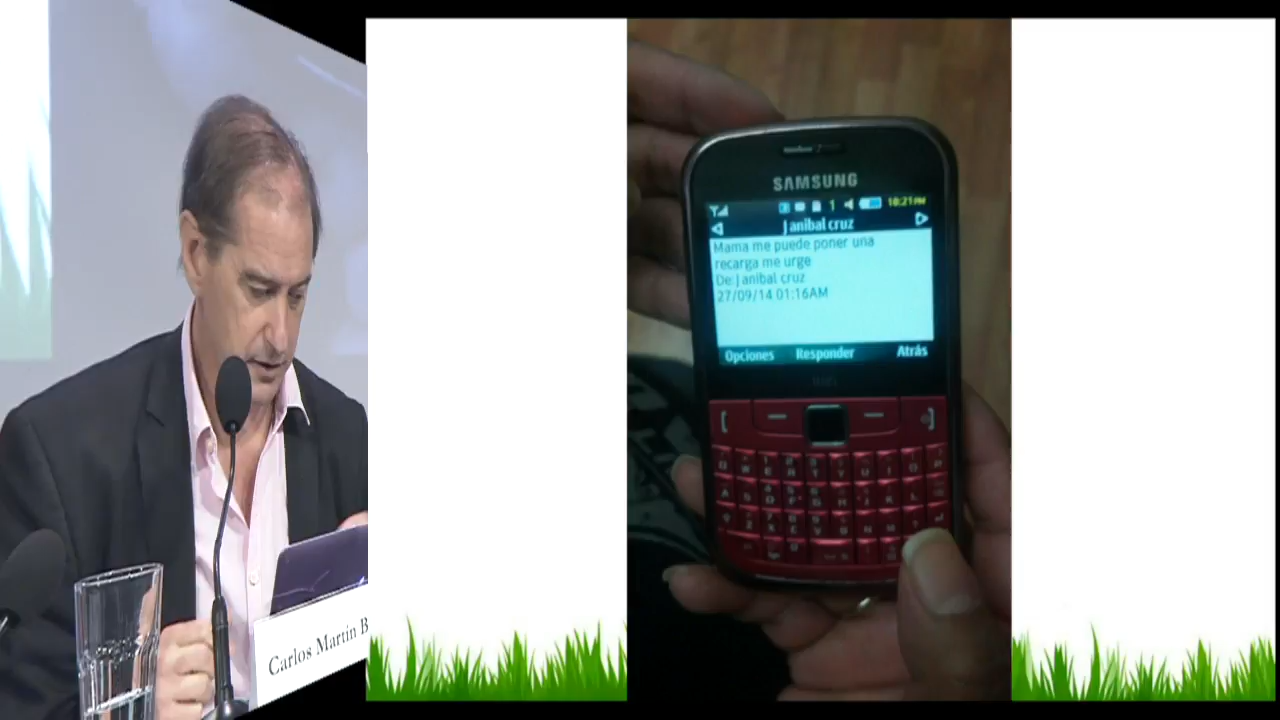 SAMSUNG
1 10:21PM
J anibal cruz
Mama me puede poner una
recarga me urge
De:J anibal cruz
27/09/14 01:16AM
Opciones Responder Atrás
Carlos Martín B